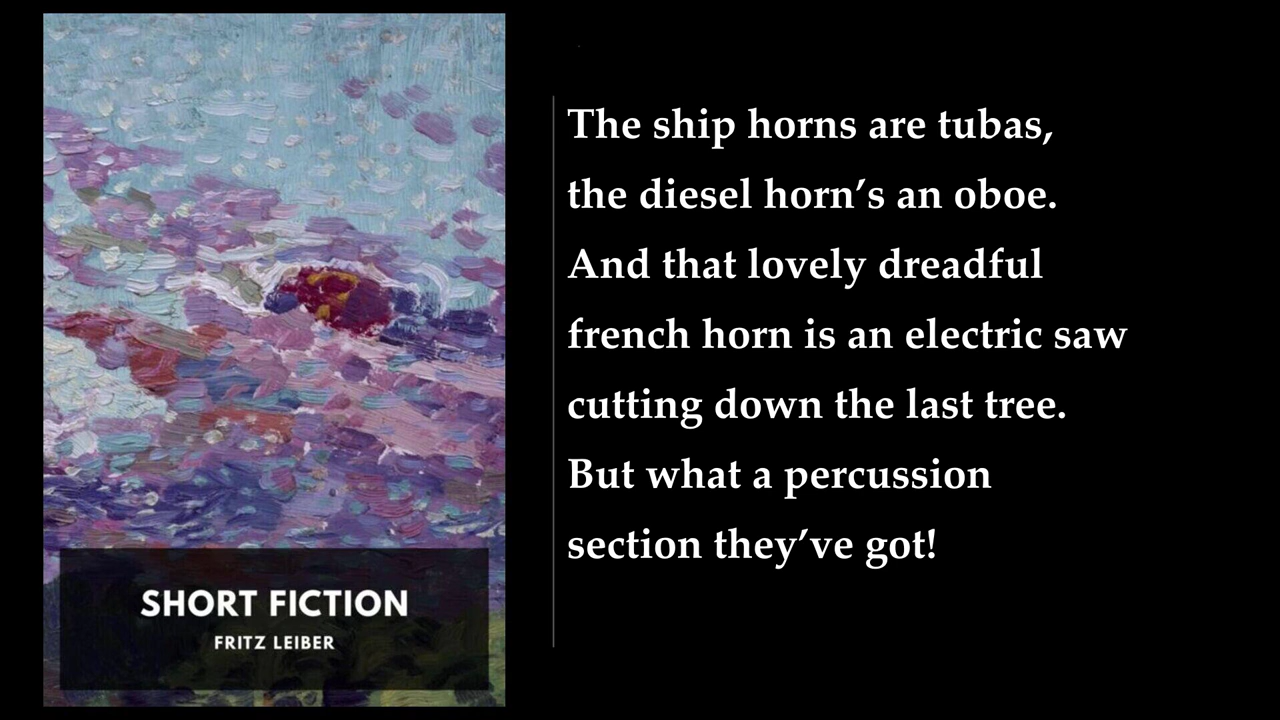 SHORT FICTION
FRITZ LEIBER
The ship horns are tubas,
the diesel horn’s an oboe.
And that lovely dreadful
french horn is an electric saw
cutting down the last tree.
But what a percussion
section they’ve got!